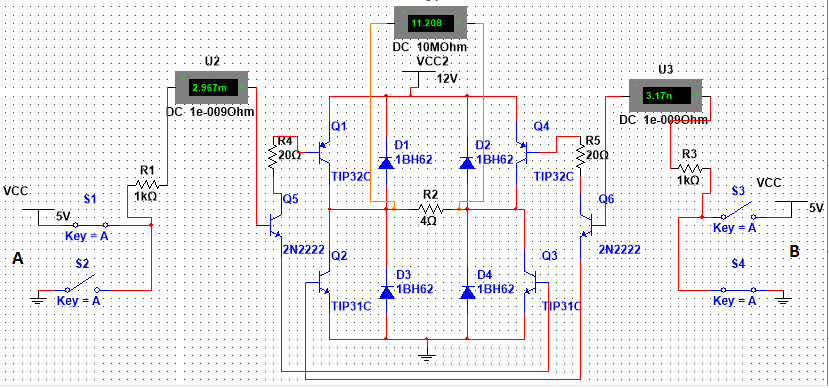 11.208
DC 10MOhm
VCC2
12V
U2
2.967m
DC 1e-009Ohm
U3
3.17n
DC 1e-009Ohm
Q1
Q4
R4
20Ω
D1
1BH62
D2
1BH62
R5
20Ω
TIP32C
TIP32C
R1
1kΩ
R3
1kΩ
VCC
5V
S1
Key = A
Q5
2N2222
R2
4Ω
Q6
2N2222
S3
Key = A
VCC
5V
A
S2
Key = A
Q2
TIP31C
D3
1BH62
D4
1BH62
Q3
TIP31C
B
S4
Key = A